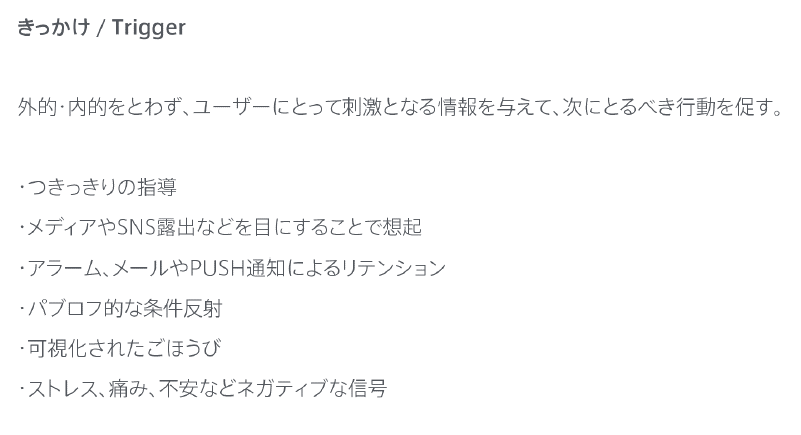 きっかけ / Trigger
外的・内的をとわず、ユーザーにとって刺激となる情報を与えて、次にとるべき行動を促す。
・つきっきりの指導
・メディアやSNS露出などを目にすることで想起
・アラーム、メールやPUSH通知によるリテンション
・パブロフ的な条件反射
・可視化されたごほうび
・ストレス、痛み、不安などネガティブな信号